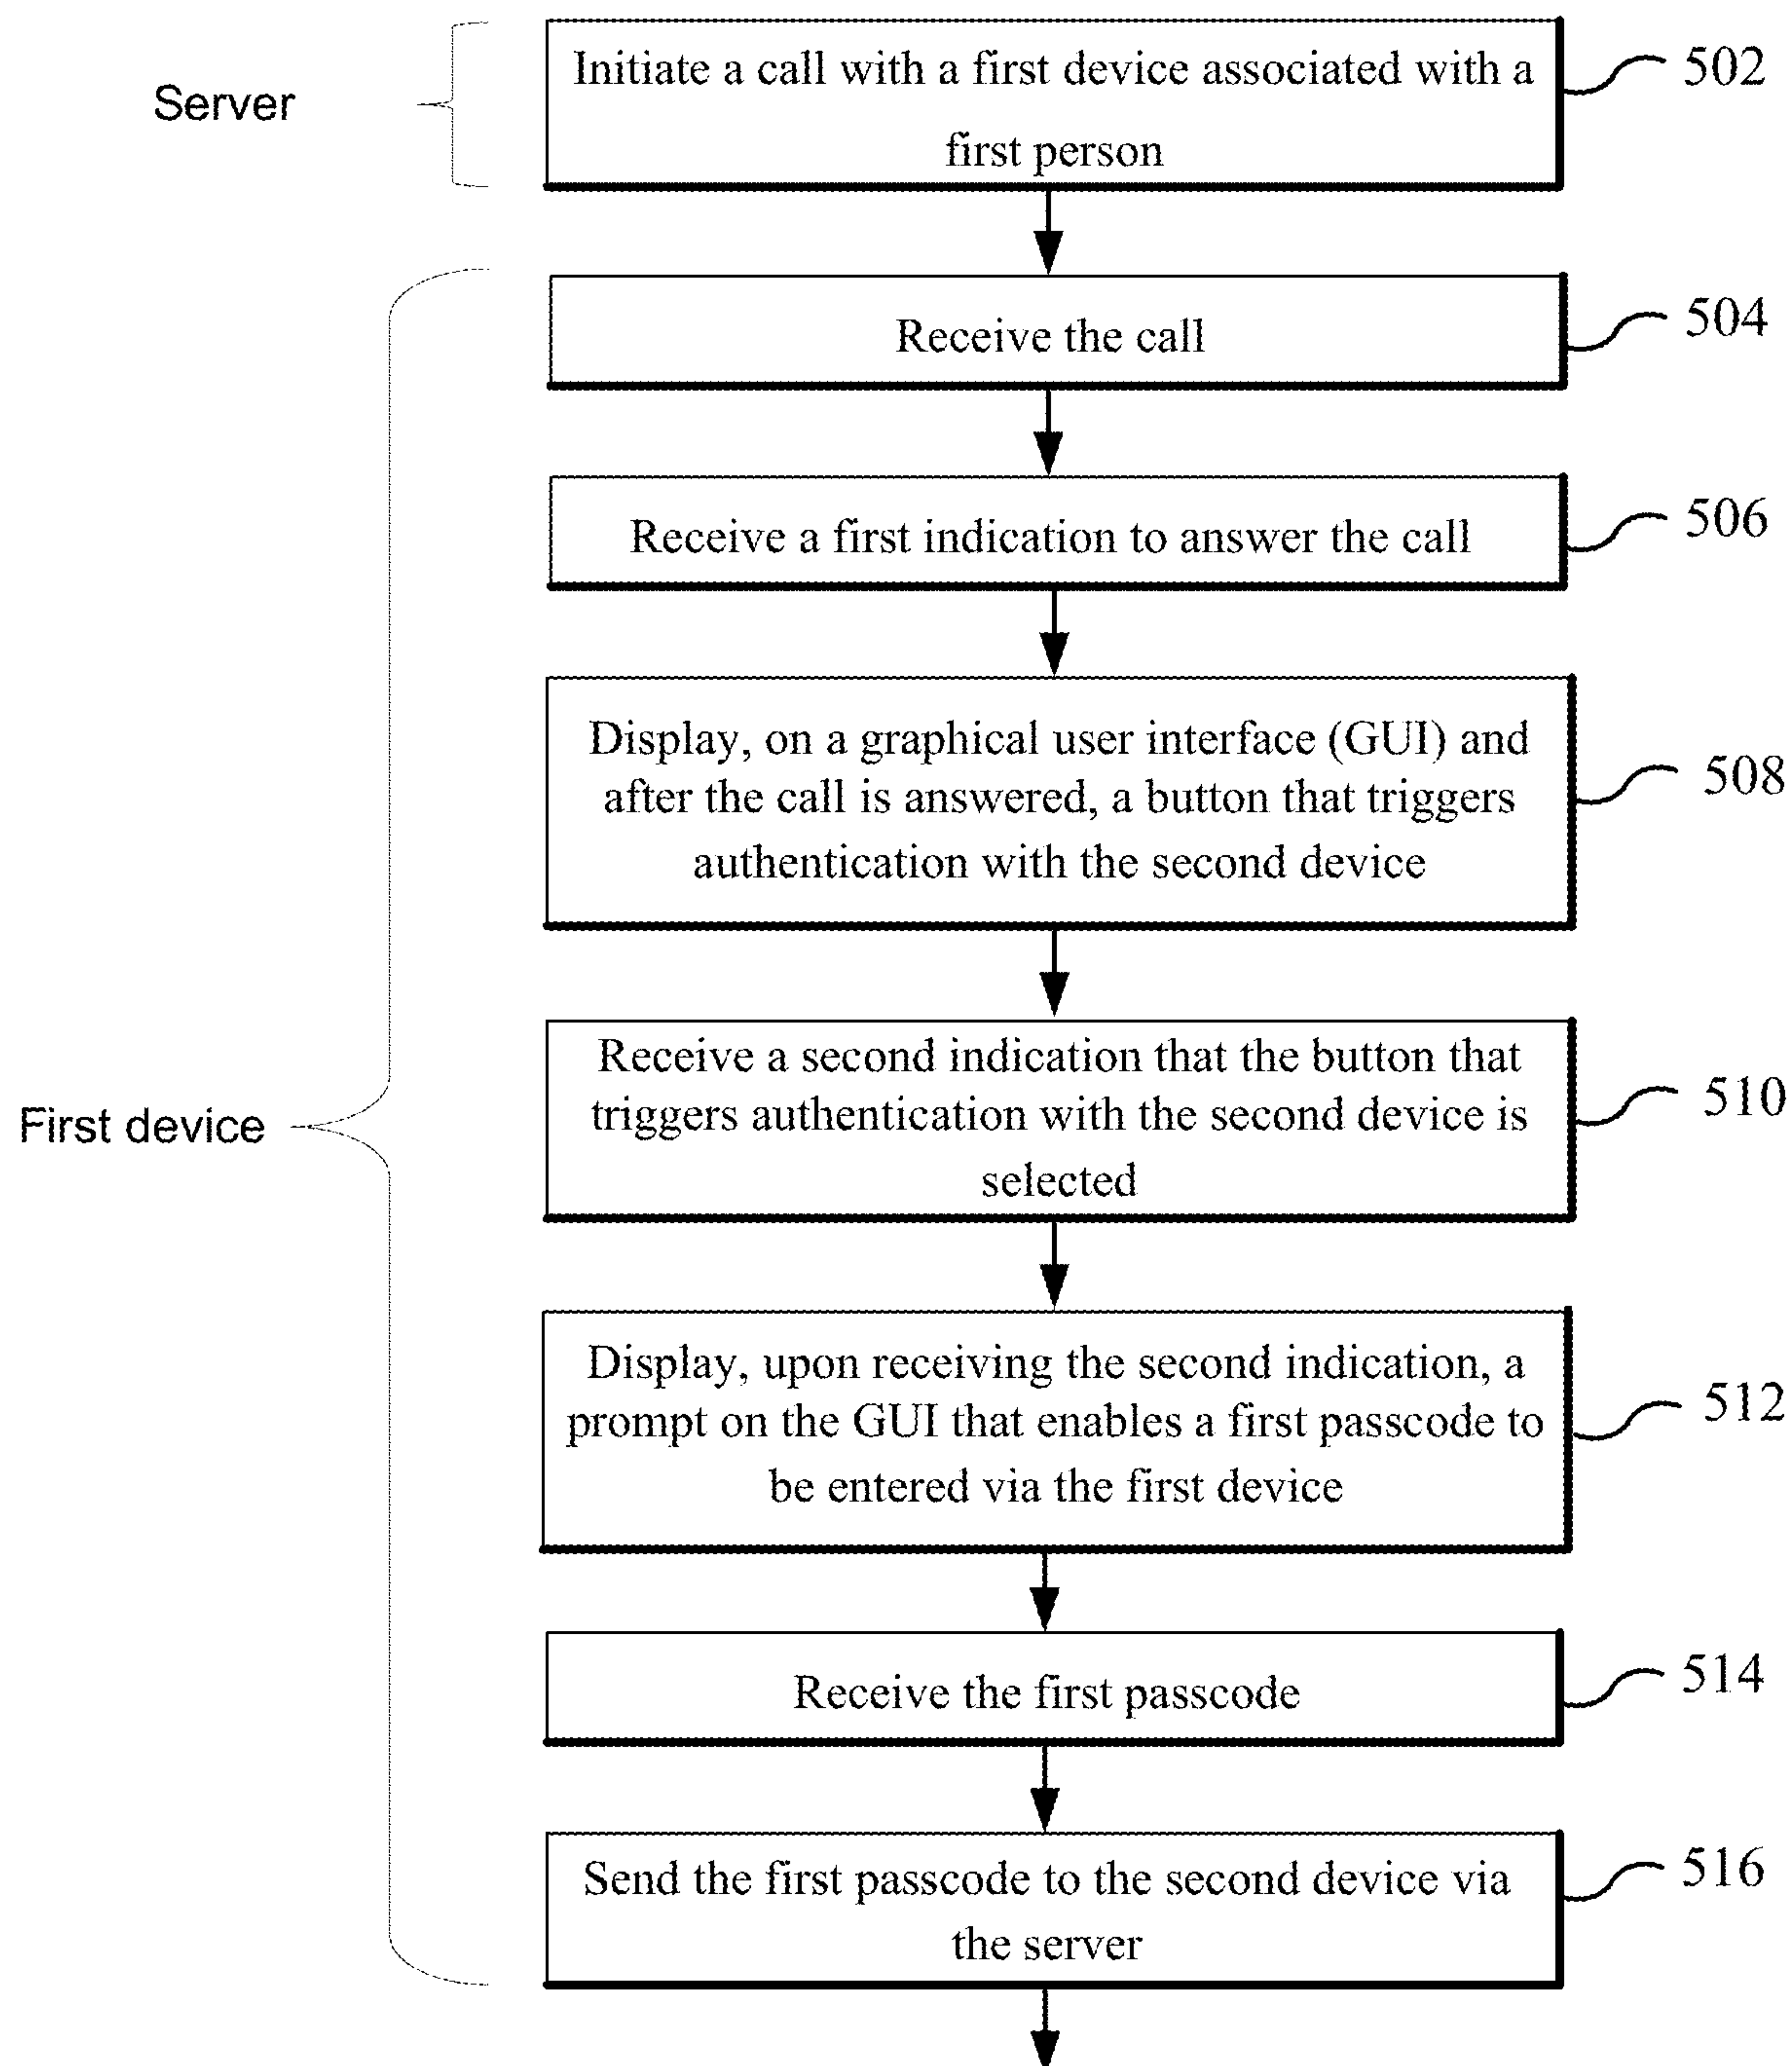 Initiate a call with a first device associated with a
first person
502
Server
Receive the call
504
Receive a first indication to answer the call
506
Display, on a graphical user interface (GUI) and
after the call is answered, a button that triggers
authentication with the second device
508
Receive a second indication that the button that
triggers authentication with the second device is
selected
510
First device
Display, upon receiving the second indication, a
prompt on the GUI that enables a first passcode to
be entered via the first device
512
Receive the first passcode
514
Send the first passcode to the second device via
the server
516